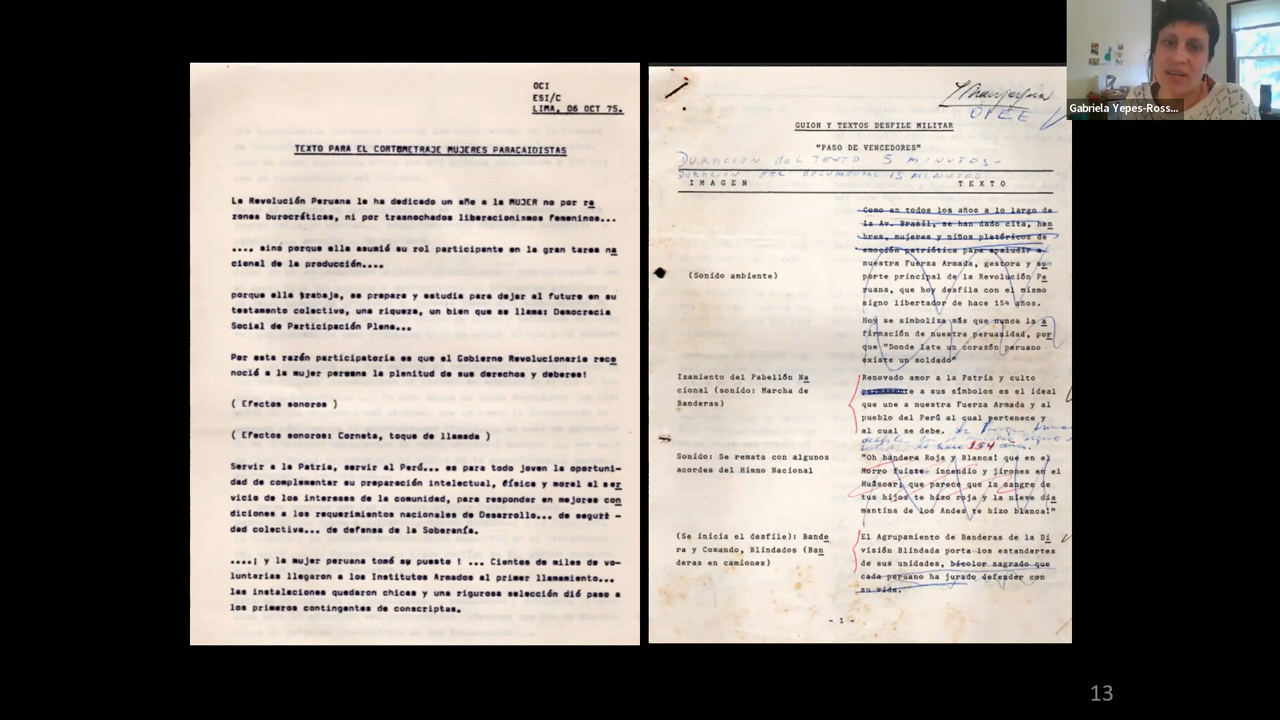 OCI
ESI/C
LIMA, 06 OCT 75.
TEXTO PARA EL CORTOMETRAJE MUJERES PARACAIDISTAS
La Revolución Peruana le ha dedicado un año a la MUJER no por ra
zones burocráticas, ni por trasnochados liberacionismos femeninos...
.... sino porque ella asumió su rol participante en la gran tarea na
cional de la producción....
porque ella trabaja, se prepara y estudia para dejar al futuro en su
testamento colectivo, una riqueza, un bien que se llama: Democracia
Social de Participación Plena...
Por esta razón participatoria es que el Gobierno Revolucionario reco
noció a la mujer peruana la plenitud de sus derechos y deberes!
( Efectos sonoros )
( Efectos sonoros: Corneta, toque de llamada )
Servir a la Patria, servir al Perú... es para todo joven la oportuni-
dad de complementar su preparación intelectual, física y moral al ser
vicio de los intereses de la comunidad, para responder en mejores con
diciones a los requerimientos nacionales de Desarrollo... de seguri -
dad colectiva... de defensa de la Soberanía.
....¡ y la mujer peruana tomó su puesto ! ... Cientos de miles de vo-
luntarias llegaron a los Institutos Armados al primer llamamiento...
las instalaciones quedaron chicas y una rigurosa selección dió paso a
los primeros contingentes de conscriptas.
GUION Y TEXTOS DESFILE MILITAR
"PASO DE VENCEDORES"
DURACION del TEXTO 5 MINUTOS-
DURACION DEL DOCUMENTAL 15 MINUTOS
IMAGEN TEXTO
Como en todos los años a lo largo de
la Av. Brasil, se han dado cita, hom
bres, mujeres y niños pletóricos de
emoción patriótica para aplaudir a
nuestra Fuerza Armada, gestora y so
(Sonido ambiente) porte principal de la Revolución Pe
ruana, que hoy desfila con el mismo
signo libertador de hace 154 años.
Hoy se simboliza más que nunca la a
firmación de nuestra peruanidad, por
que "Donde late un corazón peruano
existe un soldado"
Izamiento del Pabellón Na Renovado amor a la Patria y culto
cional (sonido: Marcha de permanente a sus símbolos es el ideal
Banderas) que une a nuestra Fuerza Armada y al
pueblo del Perú al cual pertenece y
al cual se debe.
154 años.
Sonido: Se remata con algunos "Oh bandera Roja y Blanca! que en el
acordes del Himno Nacional Morro fuiste incendio y jirones en el
Huáscar, que parece que la sangre de
tus hijos te hizo roja y la nieve dia
mantina de los Andes te hizo blanca!"
(Se inicia el desfile): Bande El Agrupamiento de Banderas de la Di
ra y Comando, Blindados (Ban visión Blindada porta los estandartes
deras en camiones) de sus unidades, bicolor sagrado que
cada peruano ha jurado defender con
su vida.
- 1 -
Gabriela Yepes-Ross...
13